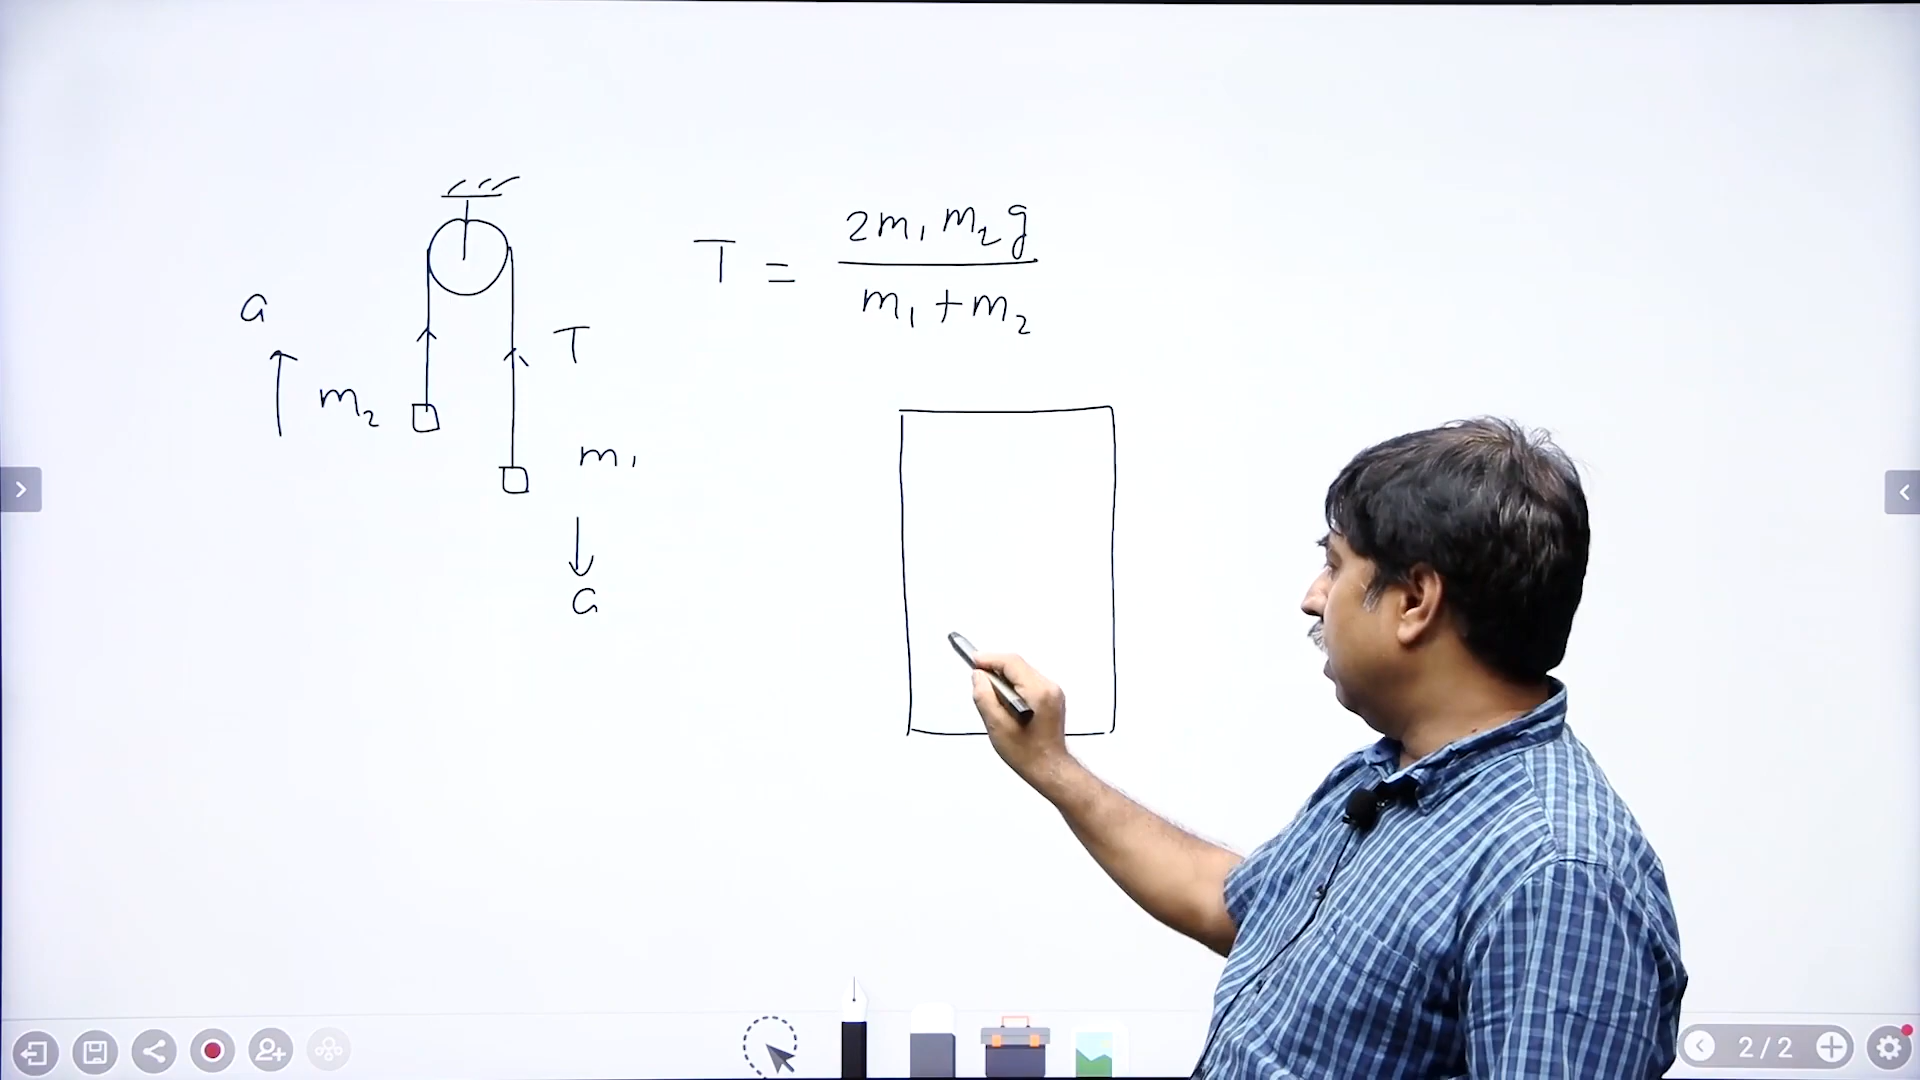 T = 2m₁m₂g / m₁+m₂
a
T
m₂
m₁
a
2/2